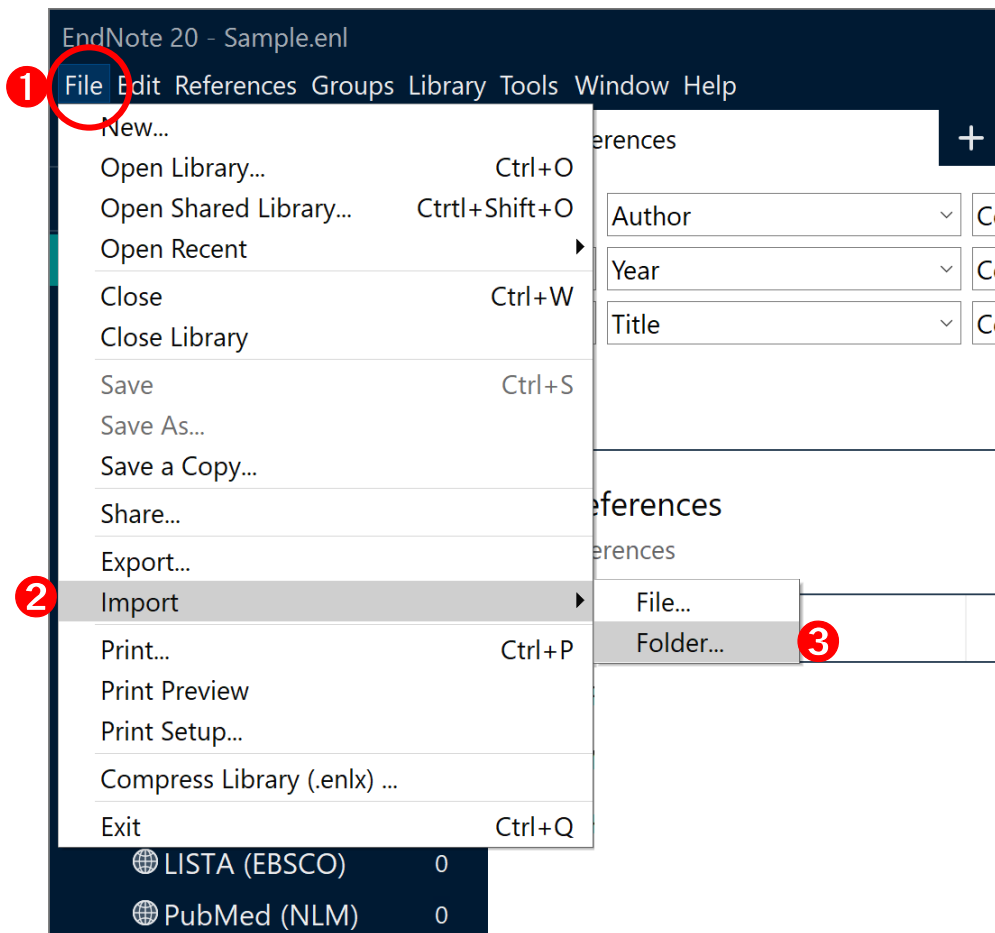 EndNote 20 - Sample.enl
1 File Edit References Groups Library Tools Window Help
New...
erences
Open Library... Ctrl+O
Open Shared Library... Ctrtl+Shift+O
Author
Open Recent
Year
Close Ctrl+W
Title
Close Library
Save Ctrl+S
Save As...
Save a Copy...
Share...
eferences
Export...
erences
2 Import
File...
Folder... 3
Print... Ctrl+P
Print Preview
Print Setup...
Compress Library (.enlx) ...
Exit Ctrl+Q
LISTA (EBSCO) 0
PubMed (NLM) 0